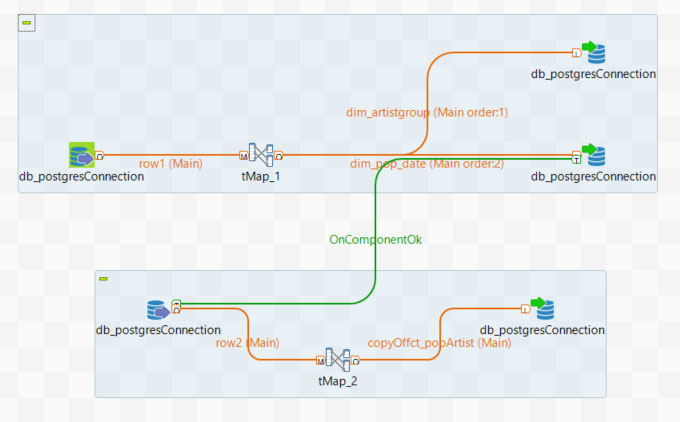 db_postgresConnection
dim_artistgroup (Main order:1)
row1 (Main)
db_postgresConnection
tMap_1
dim_pop_date (Main order:2)
db_postgresConnection
OnComponentOk
db_postgresConnection
row2 (Main)
copyOffct_popArtist (Main)
db_postgresConnection
tMap_2